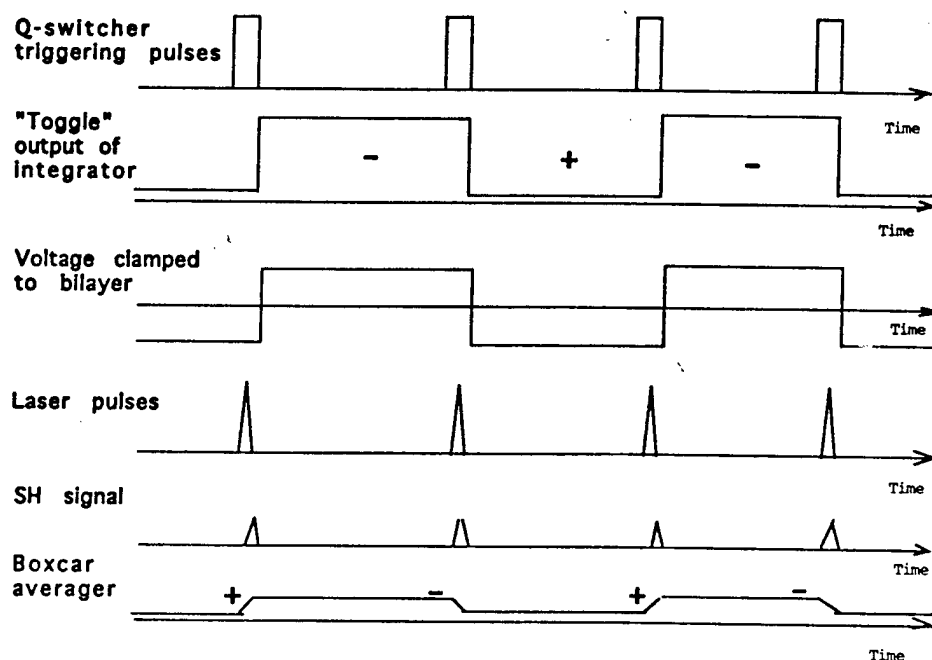 Q-switcher
triggering pulses
Time
"Toggle"
output of
integrator
- + -
Time
Voltage clamped
to bilayer
Time
Laser pulses
Time
SH signal
Time
Boxcar
averager
+ - + -
Time